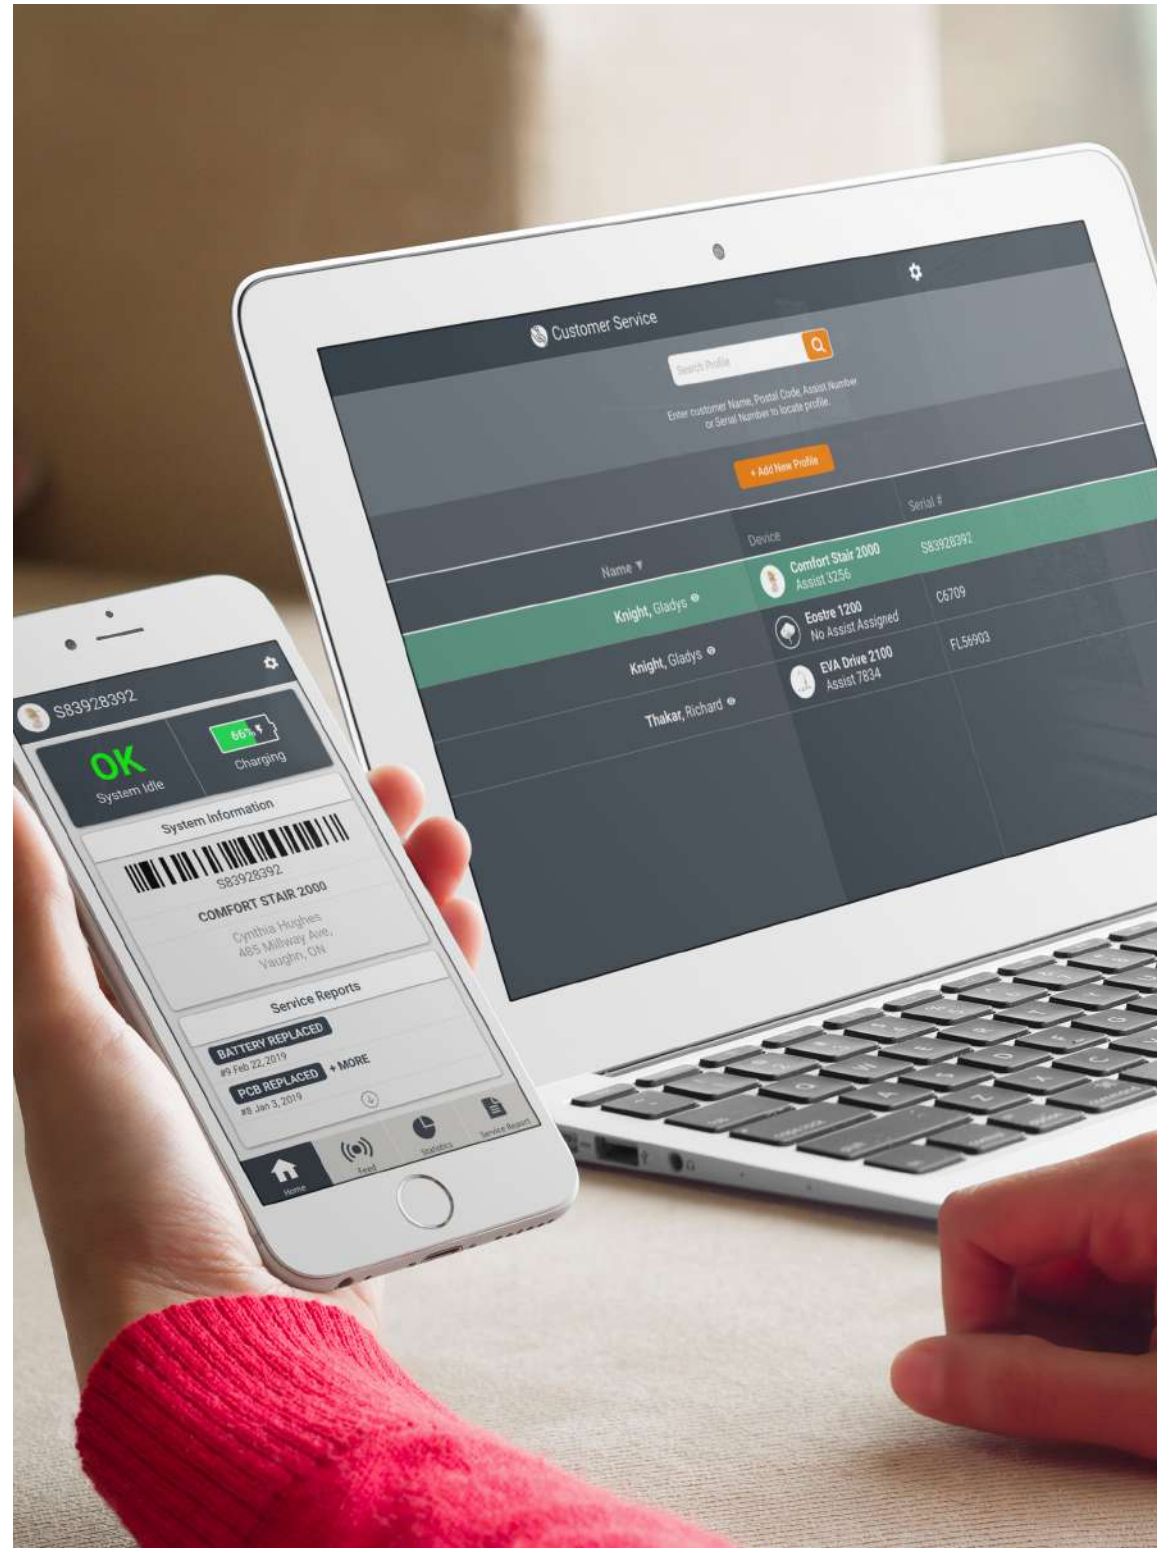 Customer Service
Search Profile
Enter customer Name, Postal Code, Assist Number
or Serial Number to locate profile.
+ Add New Profile
Name ▼
Device
Serial #
Knight, Gladys
Comfort Stair 2000
Assist 3256
S83928392
Knight, Gladys
Eostre 1200
No Assist Assigned
C6709
Thakar, Richard
EVA Drive 2100
Assist 7834
FL56903
S83928392
OK
System Idle
66%
Charging
System Information
S83928392
COMFORT STAIR 2000
Cynthia Hughes
485 Millway Ave,
Vaughn, ON
Service Reports
BATTERY REPLACED
#9 Feb 22, 2019
PCB REPLACED + MORE
#8 Jan 3, 2019
Home
Feed
Statistics
Service Report